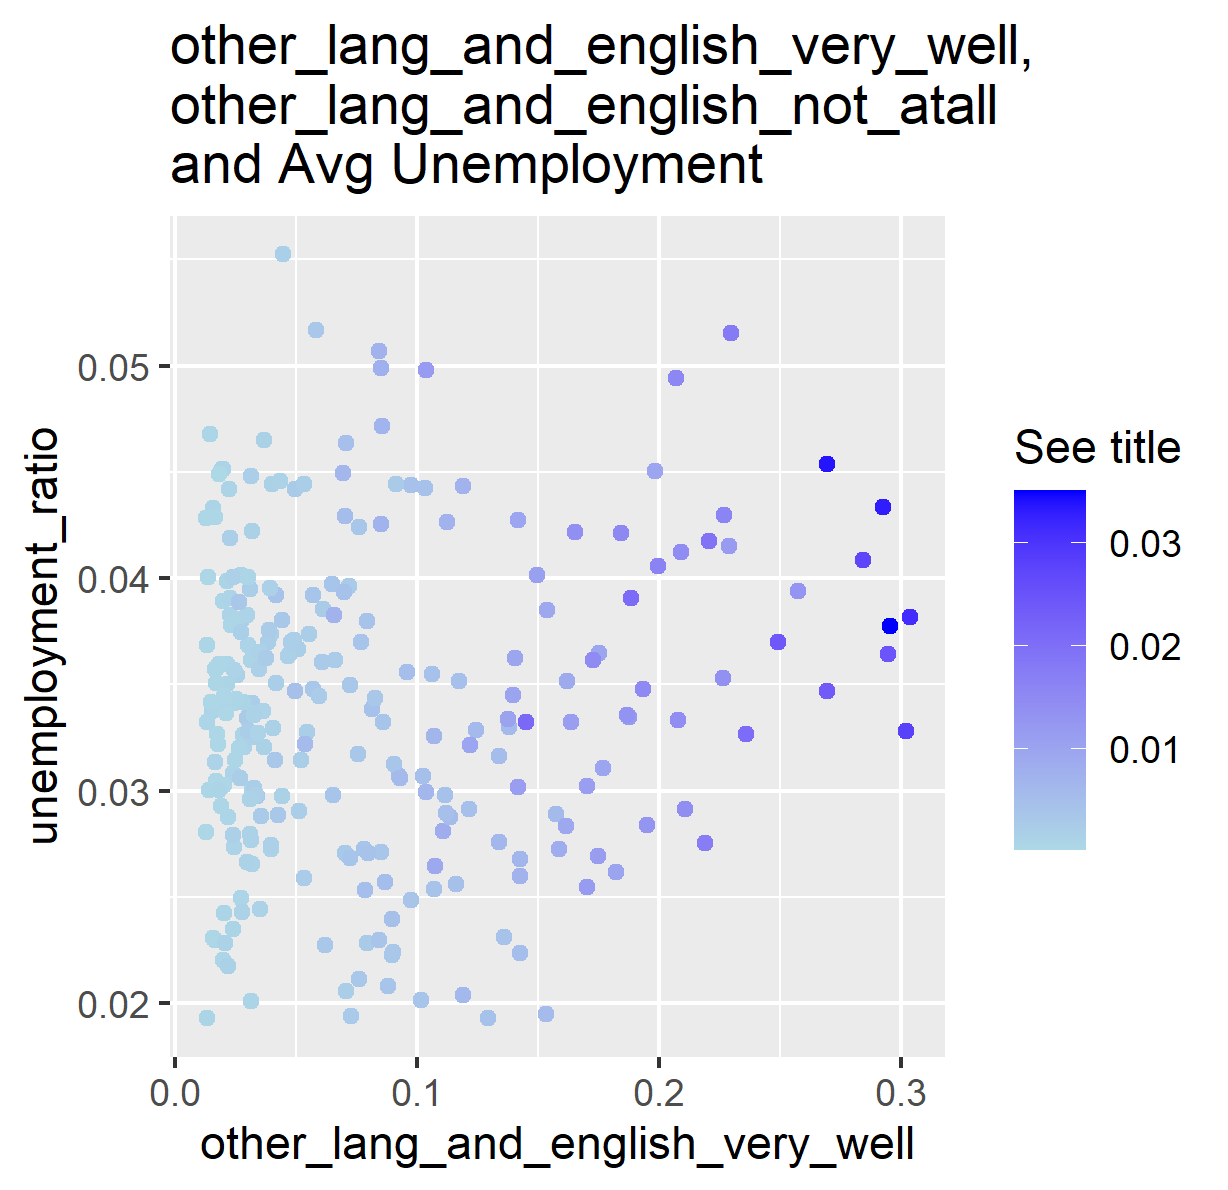 other_lang_and_english_very_well,
other_lang_and_english_not_atall
and Avg Unemployment
unemployment_ratio
0.05
0.04
0.03
0.02
0.0
0.1
0.2
0.3
other_lang_and_english_very_well
See title
0.03
0.02
0.01